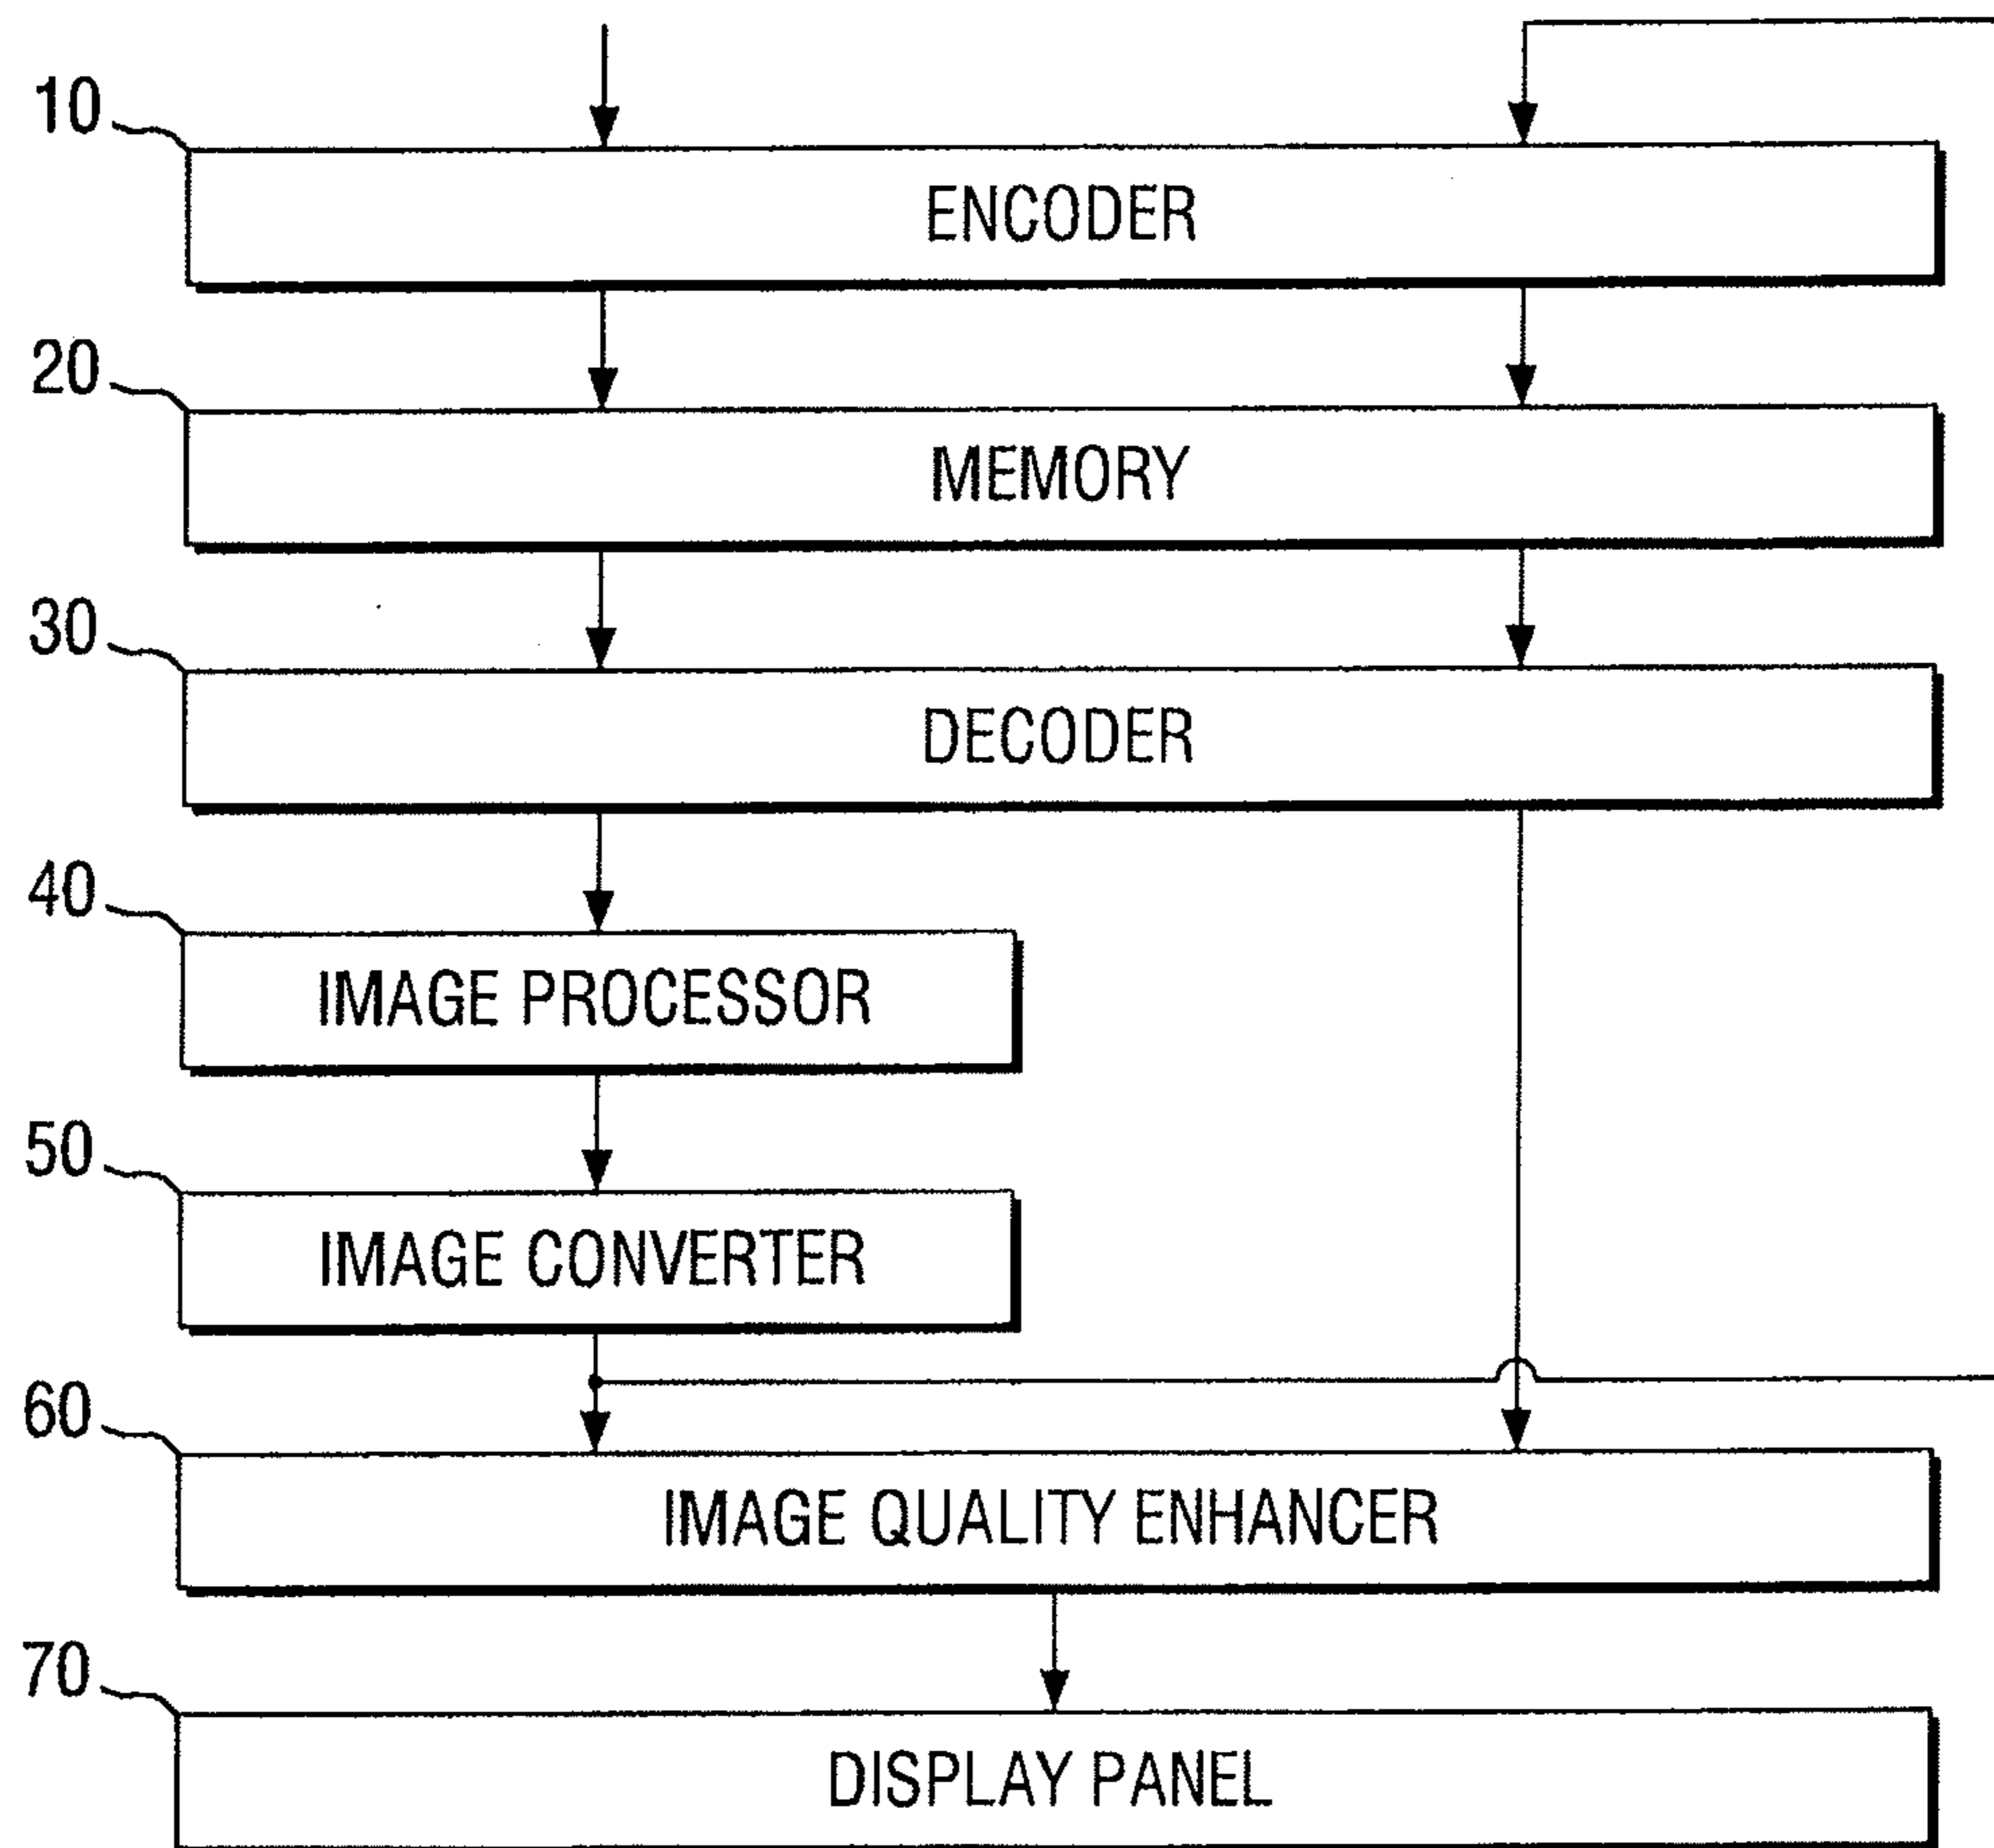 10
ENCODER
20
MEMORY
30
DECODER
40
IMAGE PROCESSOR
50
IMAGE CONVERTER
60
IMAGE QUALITY ENHANCER
70
DISPLAY PANEL